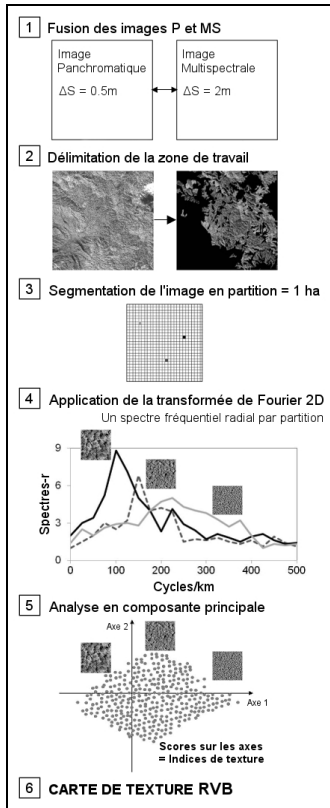 1 Fusion des images P et MS
Image
Panchromatique
ΔS = 0.5m
Image
Multispectrale
ΔS = 2m
2 Délimitation de la zone de travail
3 Segmentation de l'image en partition = 1 ha
4 Application de la transformée de Fourier 2D
Un spectre fréquentiel radial par partition
Spectres-r
9
6
3
0
0 100 200 300 400 500
Cycles/km
5 Analyse en composante principale
Axe 2
Axe 1
Scores sur les axes
= Indices de texture
6 CARTE DE TEXTURE RVB